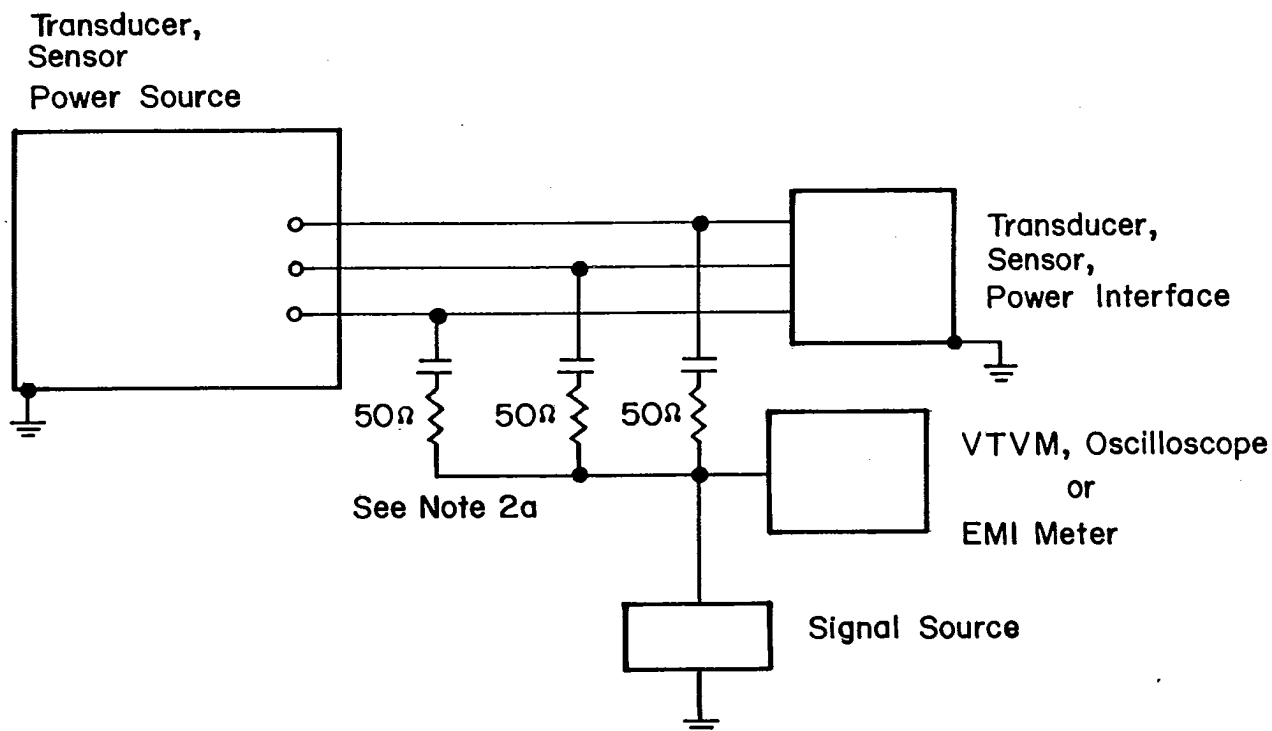 Transducer,
Sensor
Power Source
Transducer,
Sensor,
Power Interface
50Ω
50Ω
50Ω
See Note 2a
VTVM, Oscilloscope
or
EMI Meter
Signal Source